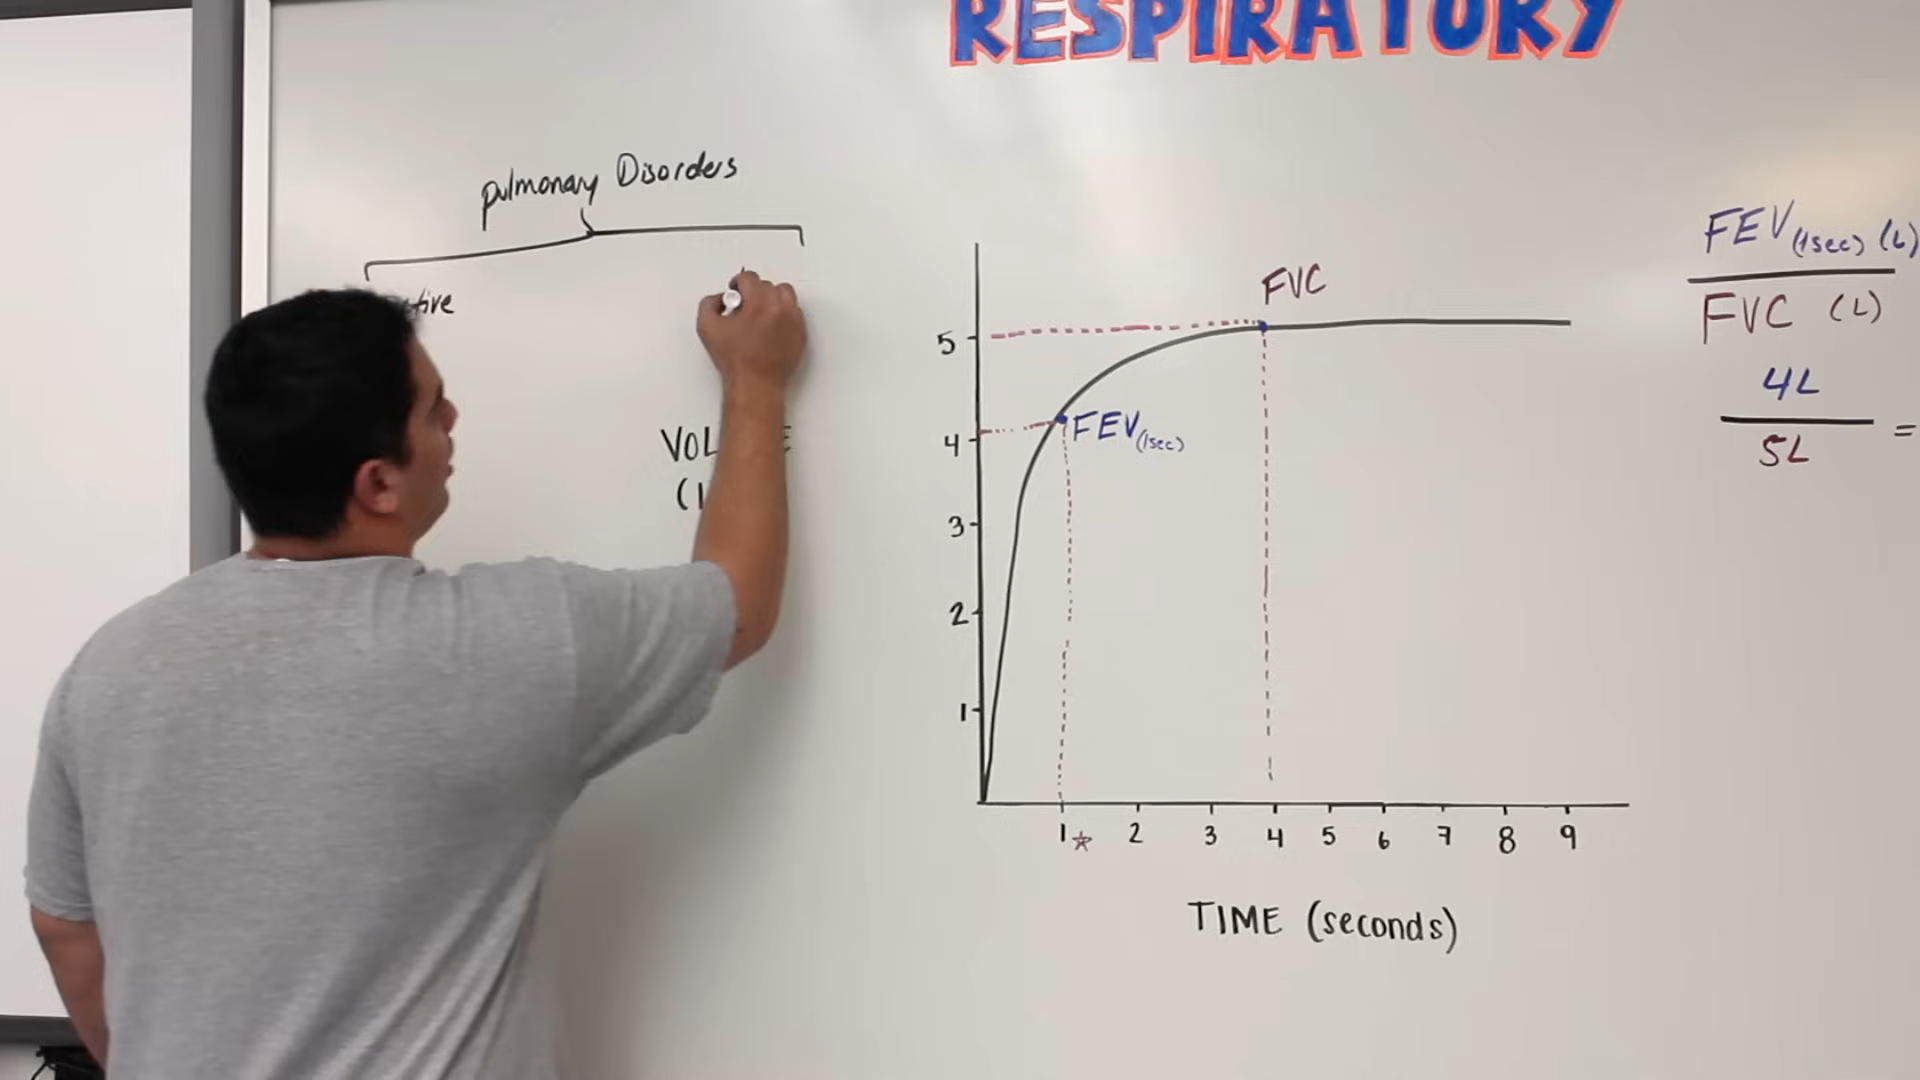 RESPIRATORY
pulmonary Disorders
FVC
FEV(1sec)
VOL
5
4
3
2
1
1 2 3 4 5 6 7 8 9
TIME (seconds)
FEV(1sec) (L)
FVC (L)
4L
5L
=